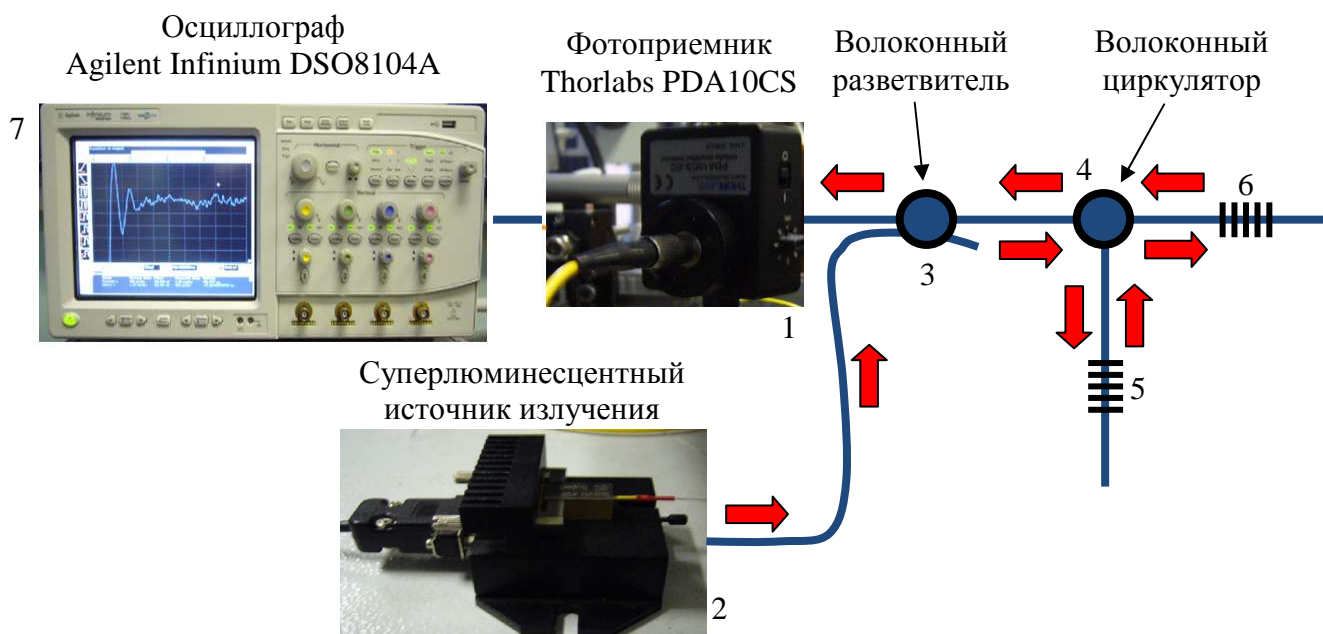 Осциллограф
Agilent Infinium DSO8104A
Фотоприемник
Thorlabs PDA10CS
Волоконный
разветвитель
Волоконный
циркулятор
7
4
6
3
1
5
Суперлюминесцентный
источник излучения
2